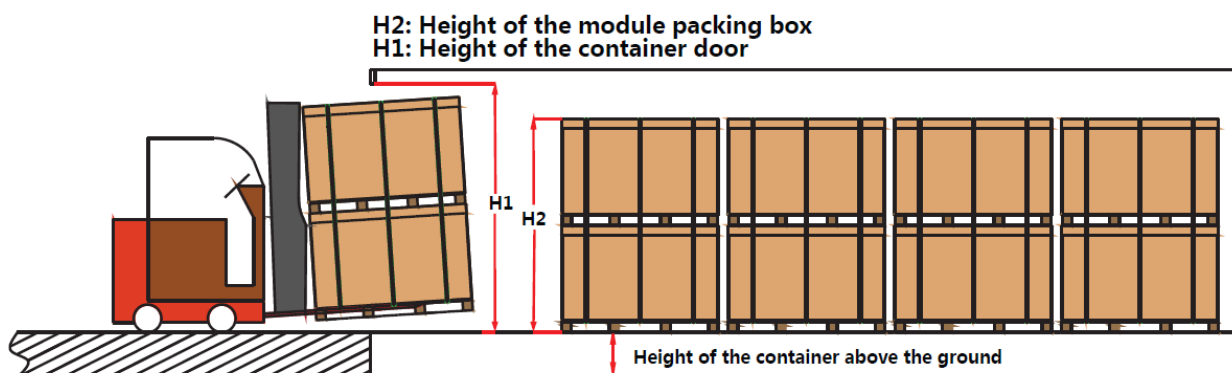 H2: Height of the module packing box
H1: Height of the container door
H1
H2
Height of the container above the ground